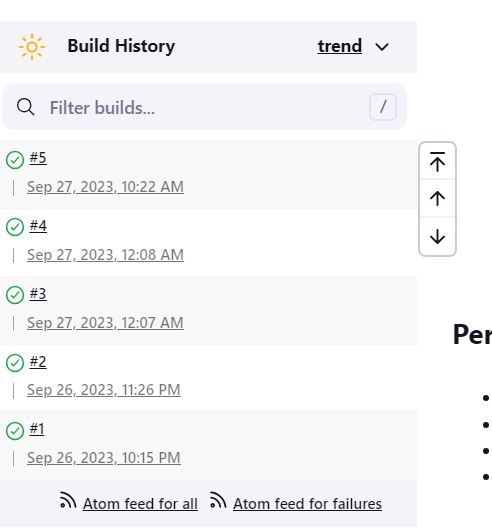 Build History trend
Filter builds... /
#5
Sep 27, 2023, 10:22 AM
#4
Sep 27, 2023, 12:08 AM
#3
Sep 27, 2023, 12:07 AM
#2
Sep 26, 2023, 11:26 PM
#1
Sep 26, 2023, 10:15 PM
Atom feed for all Atom feed for failures
Per